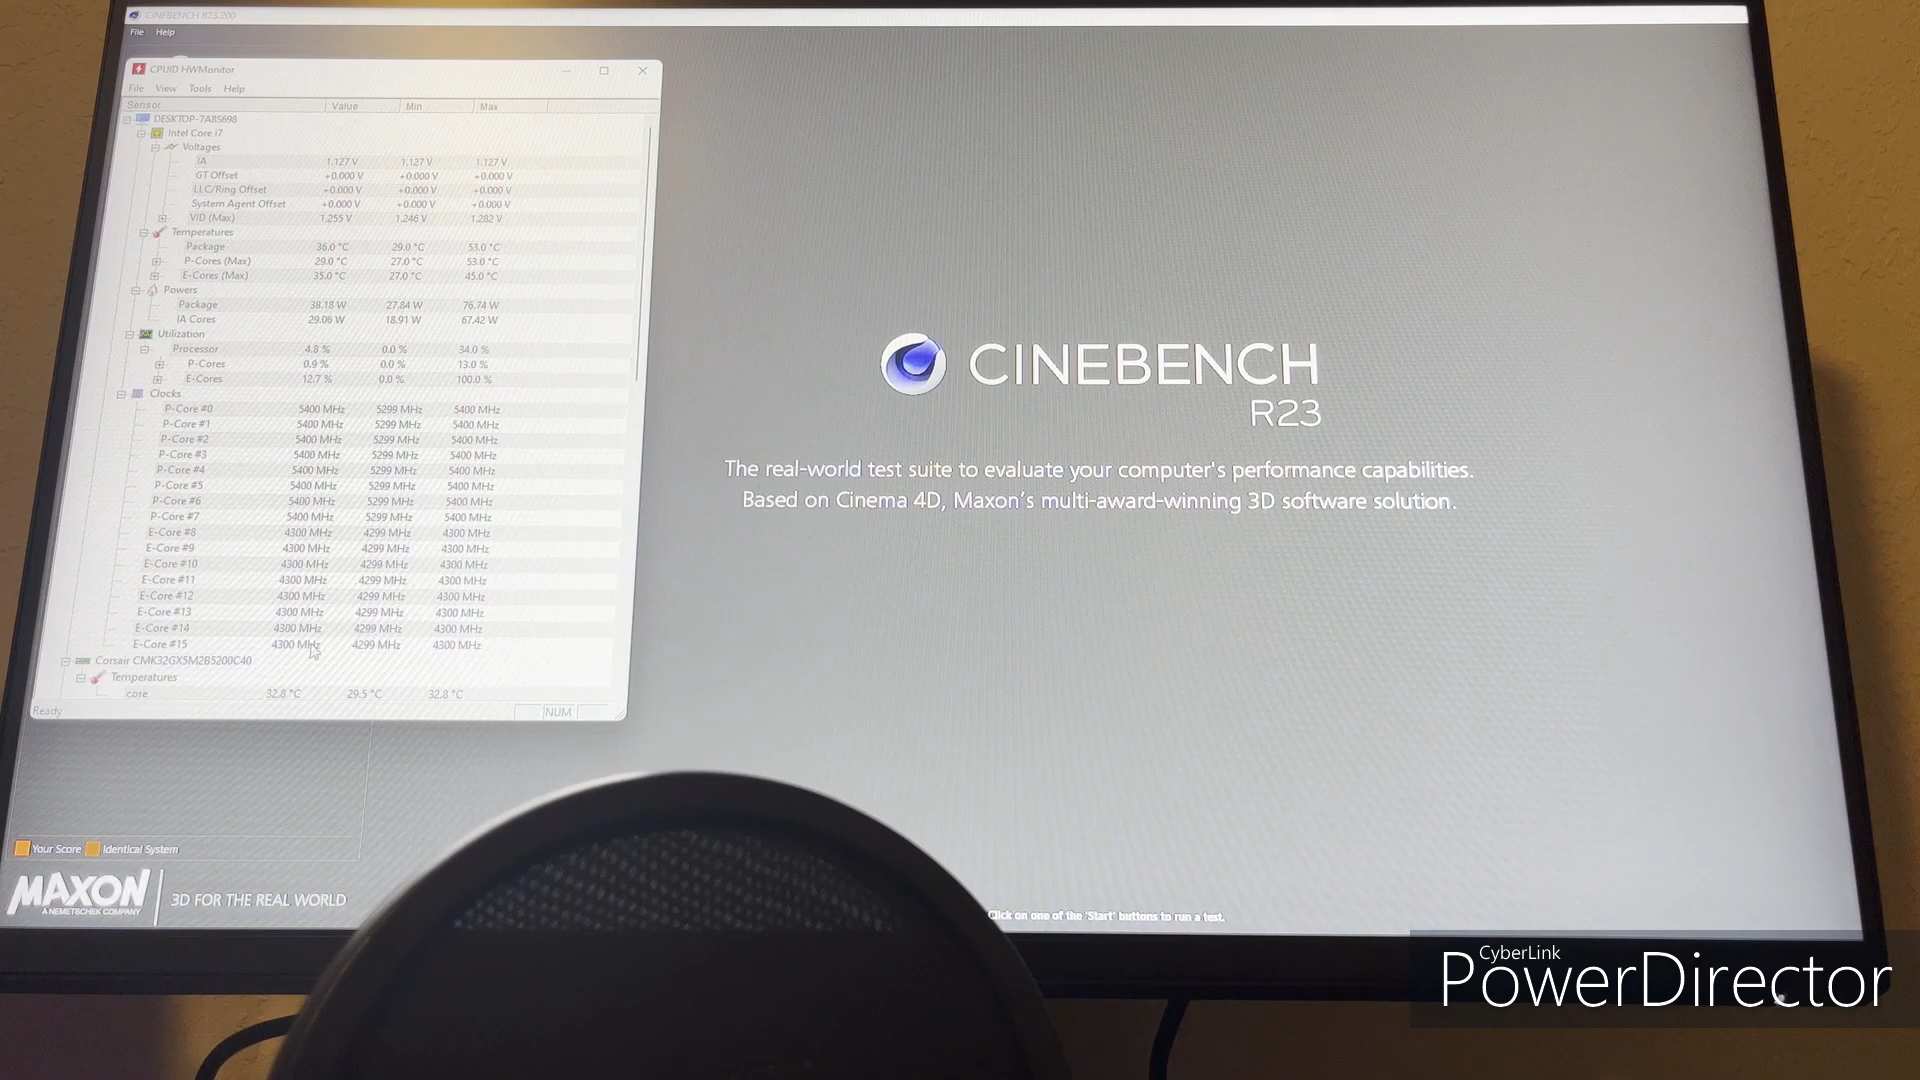 CINEBENCH R23.200
File Help
CPUID HWMonitor
File View Tools Help
Sensor Value Min Max
DESKTOP-7A8S698
Intel Core i7
Voltages
IA 1.127 V 1.127 V 1.127 V
GT Offset +0.000 V +0.000 V +0.000 V
LLC/Ring Offset +0.000 V +0.000 V +0.000 V
System Agent Offset +0.000 V +0.000 V +0.000 V
VID (Max) 1.255 V 1.246 V 1.282 V
Temperatures
Package 36.0 °C 29.0 °C 53.0 °C
P-Cores (Max) 29.0 °C 27.0 °C 53.0 °C
E-Cores (Max) 35.0 °C 27.0 °C 45.0 °C
Powers
Package 38.18 W 27.84 W 76.74 W
IA Cores 29.06 W 18.91 W 67.42 W
Utilization
Processor 4.8 % 0.0 % 34.0 %
P-Cores 0.9 % 0.0 % 13.0 %
E-Cores 12.7 % 0.0 % 100.0 %
Clocks
P-Core #0 5400 MHz 5299 MHz 5400 MHz
P-Core #1 5400 MHz 5299 MHz 5400 MHz
P-Core #2 5400 MHz 5299 MHz 5400 MHz
P-Core #3 5400 MHz 5299 MHz 5400 MHz
P-Core #4 5400 MHz 5299 MHz 5400 MHz
P-Core #5 5400 MHz 5299 MHz 5400 MHz
P-Core #6 5400 MHz 5299 MHz 5400 MHz
P-Core #7 5400 MHz 5299 MHz 5400 MHz
E-Core #8 4300 MHz 4299 MHz 4300 MHz
E-Core #9 4300 MHz 4299 MHz 4300 MHz
E-Core #10 4300 MHz 4299 MHz 4300 MHz
E-Core #11 4300 MHz 4299 MHz 4300 MHz
E-Core #12 4300 MHz 4299 MHz 4300 MHz
E-Core #13 4300 MHz 4299 MHz 4300 MHz
E-Core #14 4300 MHz 4299 MHz 4300 MHz
E-Core #15 4300 MHz 4299 MHz 4300 MHz
Corsair CMK32GX5M2B5200C40
Temperatures
core 32.8 °C 29.5 °C 32.8 °C
Ready NUM
CINEBENCH
R23
The real-world test suite to evaluate your computer's performance capabilities.
Based on Cinema 4D, Maxon's multi-award-winning 3D software solution.
Your Score Identical System
MAXON
A NEMETSCHEK COMPANY
3D FOR THE REAL WORLD
Click on one of the 'Start' buttons to run a test.
CyberLink
PowerDirector